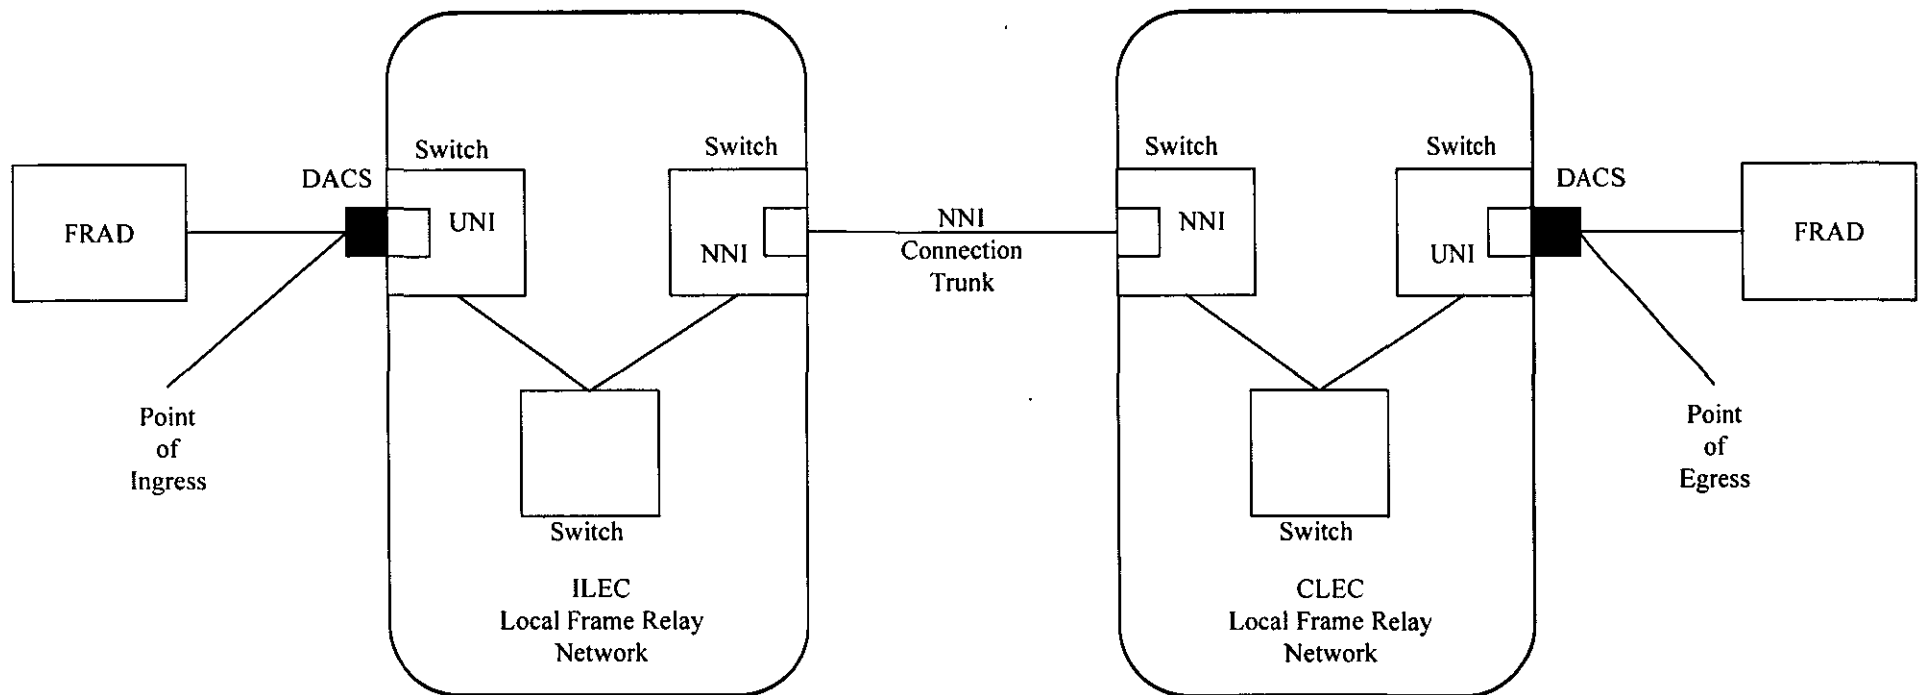 Switch
Switch
Switch
Switch
DACS
DACS
FRAD
UNI
NNI
NNI
Connection
Trunk
NNI
UNI
FRAD
Point
of
Ingress
Point
of
Egress
Switch
Switch
ILEC
Local Frame Relay
Network
CLEC
Local Frame Relay
Network